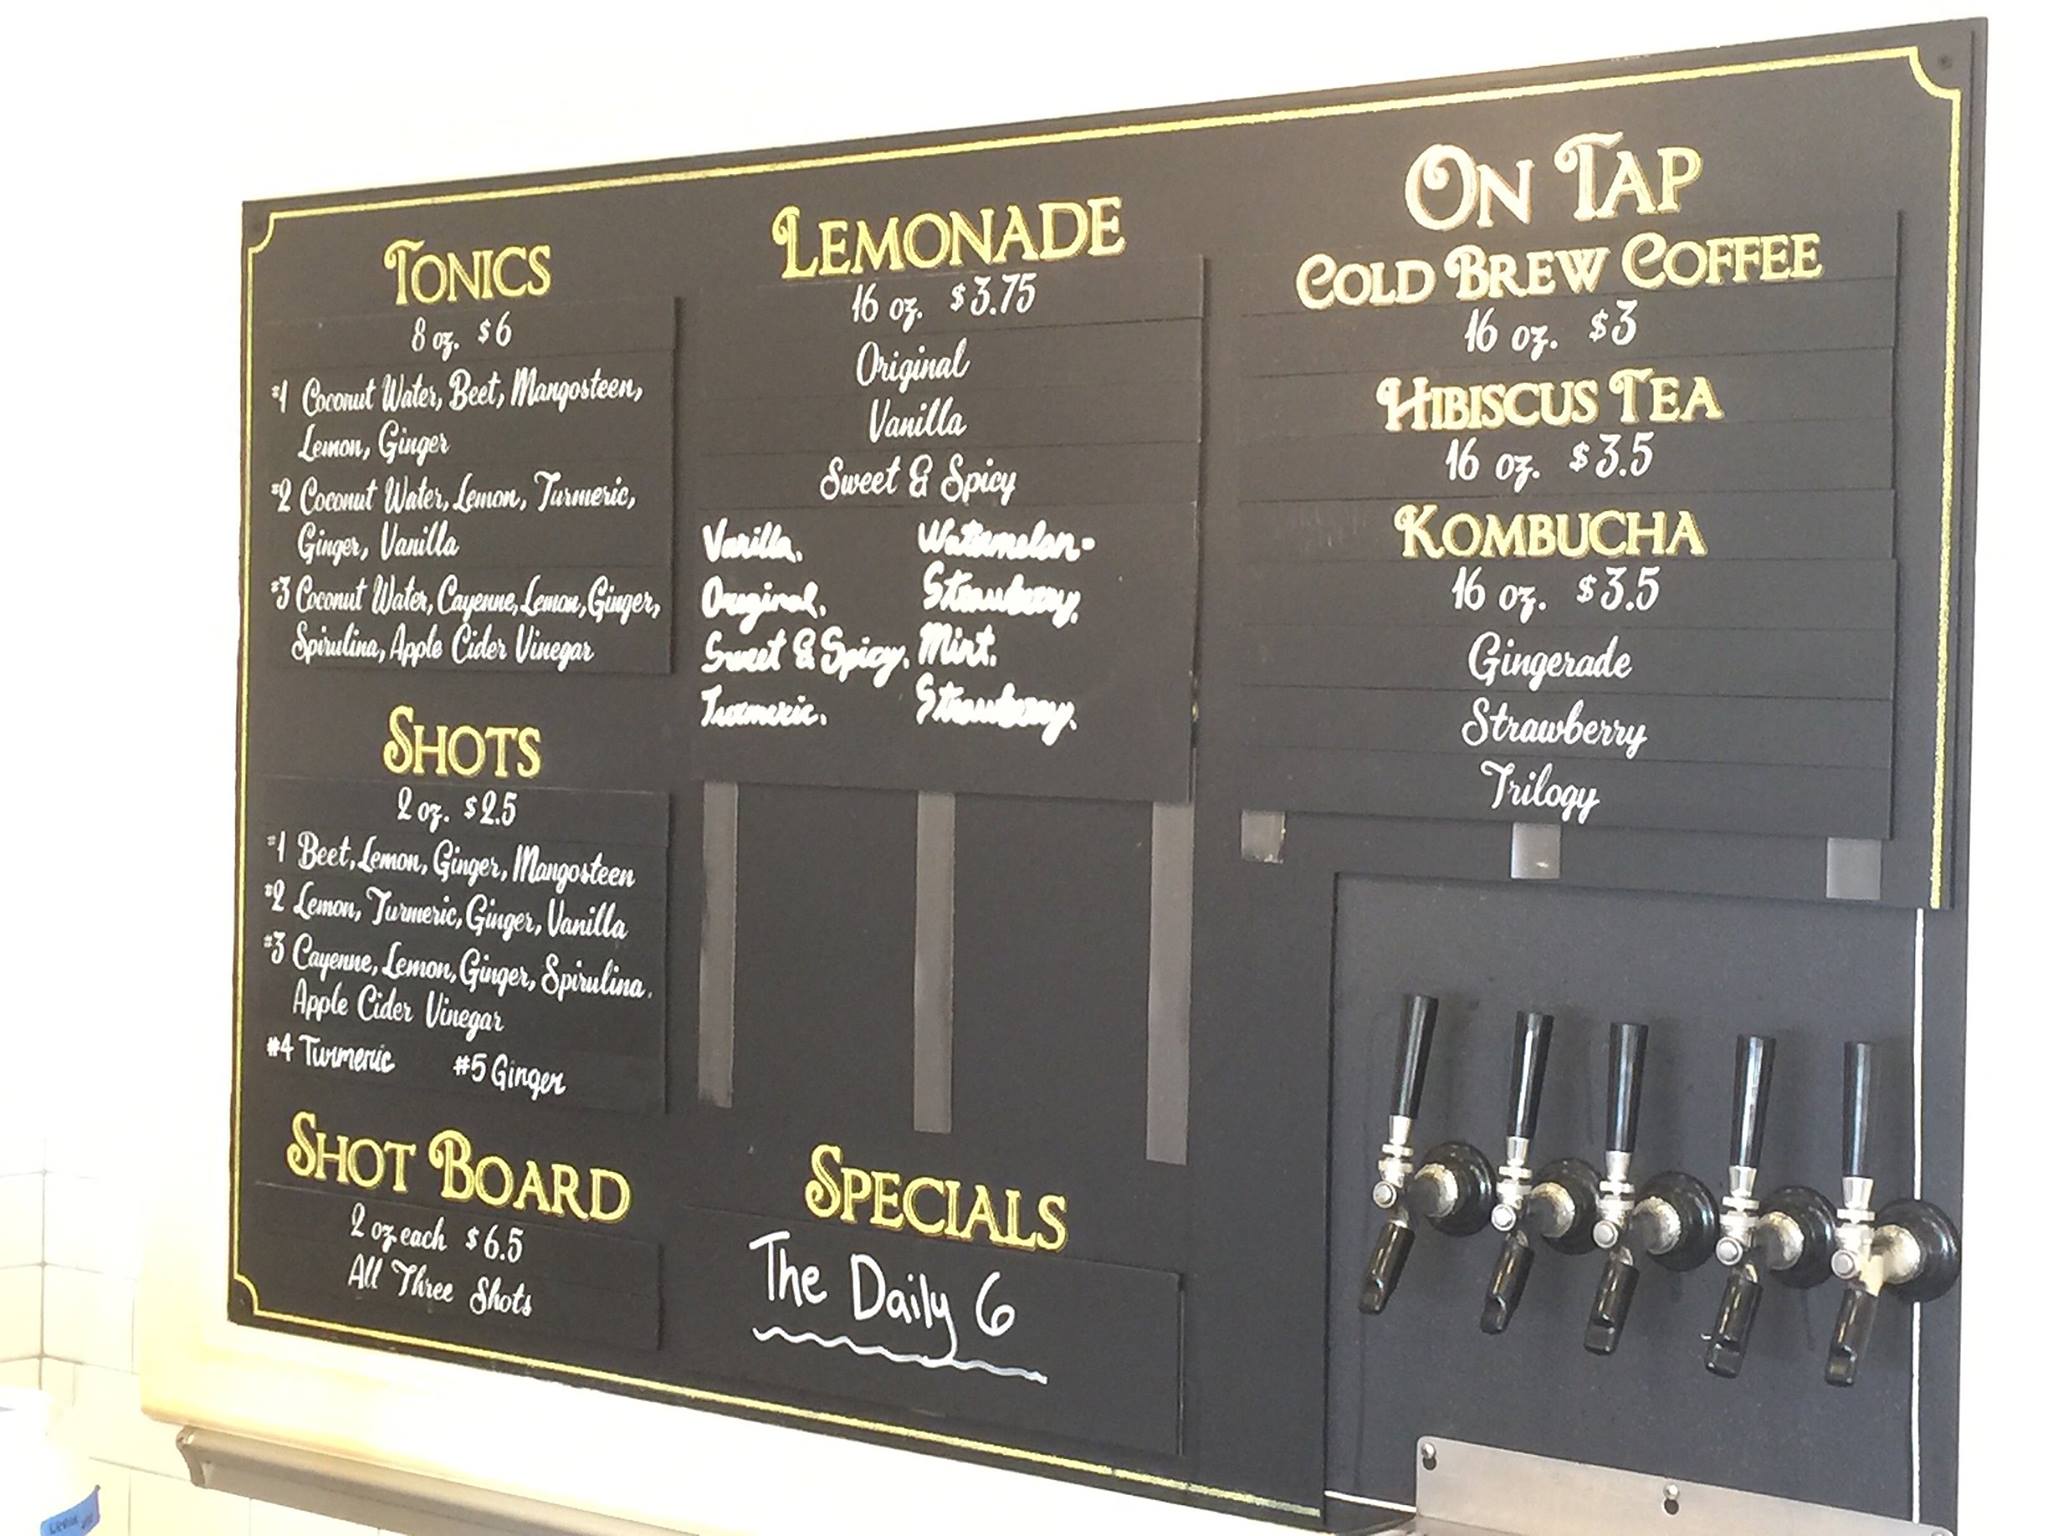 TONICS
8 oz. $6
#1 Coconut Water, Beet, Mangosteen,
Lemon, Ginger
#2 Coconut Water, Lemon, Turmeric,
Ginger, Vanilla
#3 Coconut Water, Cayenne, Lemon, Ginger,
Spirulina, Apple Cider Vinegar
SHOTS
2 oz. $2.5
#1 Beet, Lemon, Ginger, Mangosteen
#2 Lemon, Turmeric, Ginger, Vanilla
#3 Cayenne, Lemon, Ginger, Spirulina,
Apple Cider Vinegar
#4 Turmeric #5 Ginger
SHOT BOARD
2 oz each $6.5
All Three Shots
LEMONADE
16 oz. $3.75
Original
Vanilla
Sweet & Spicy
Vanilla.
Original.
Sweet & Spicy.
Turmeric.
Watermelon-
Strawberry.
Mint.
Strawberry.
SPECIALS
The Daily 6
ON TAP
COLD BREW COFFEE
16 oz. $3
HIBISCUS TEA
16 oz. $3.5
KOMBUCHA
16 oz. $3.5
Gingerade
Strawberry
Trilogy